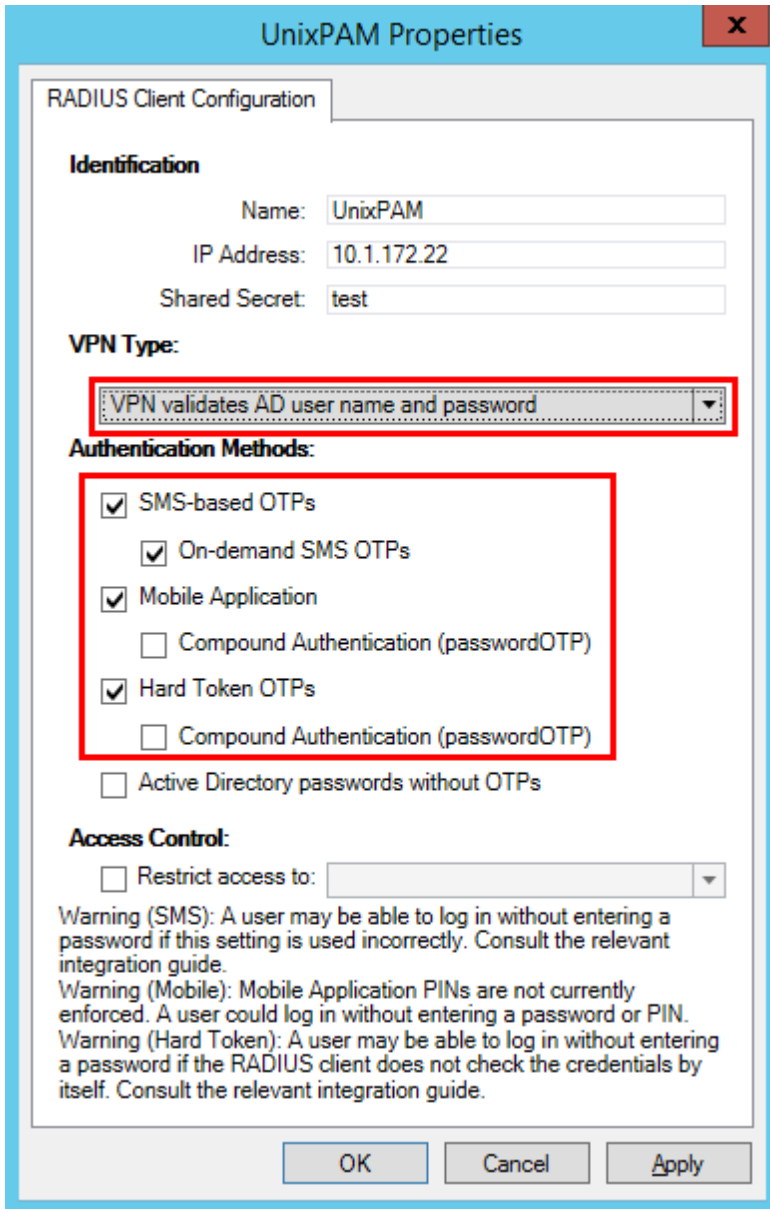 UnixPAM Properties
x
RADIUS Client Configuration
Identification
Name: UnixPAM
IP Address: 10.1.172.22
Shared Secret: test
VPN Type:
VPN validates AD user name and password
Authentication Methods:
SMS-based OTPs
On-demand SMS OTPs
Mobile Application
Compound Authentication (passwordOTP)
Hard Token OTPs
Compound Authentication (passwordOTP)
Active Directory passwords without OTPs
Access Control:
Restrict access to:
Warning (SMS): A user may be able to log in without entering a
password if this setting is used incorrectly. Consult the relevant
integration guide.
Warning (Mobile): Mobile Application PINs are not currently
enforced. A user could log in without entering a password or PIN.
Warning (Hard Token): A user may be able to log in without entering
a password if the RADIUS client does not check the credentials by
itself. Consult the relevant integration guide.
OK Cancel Apply